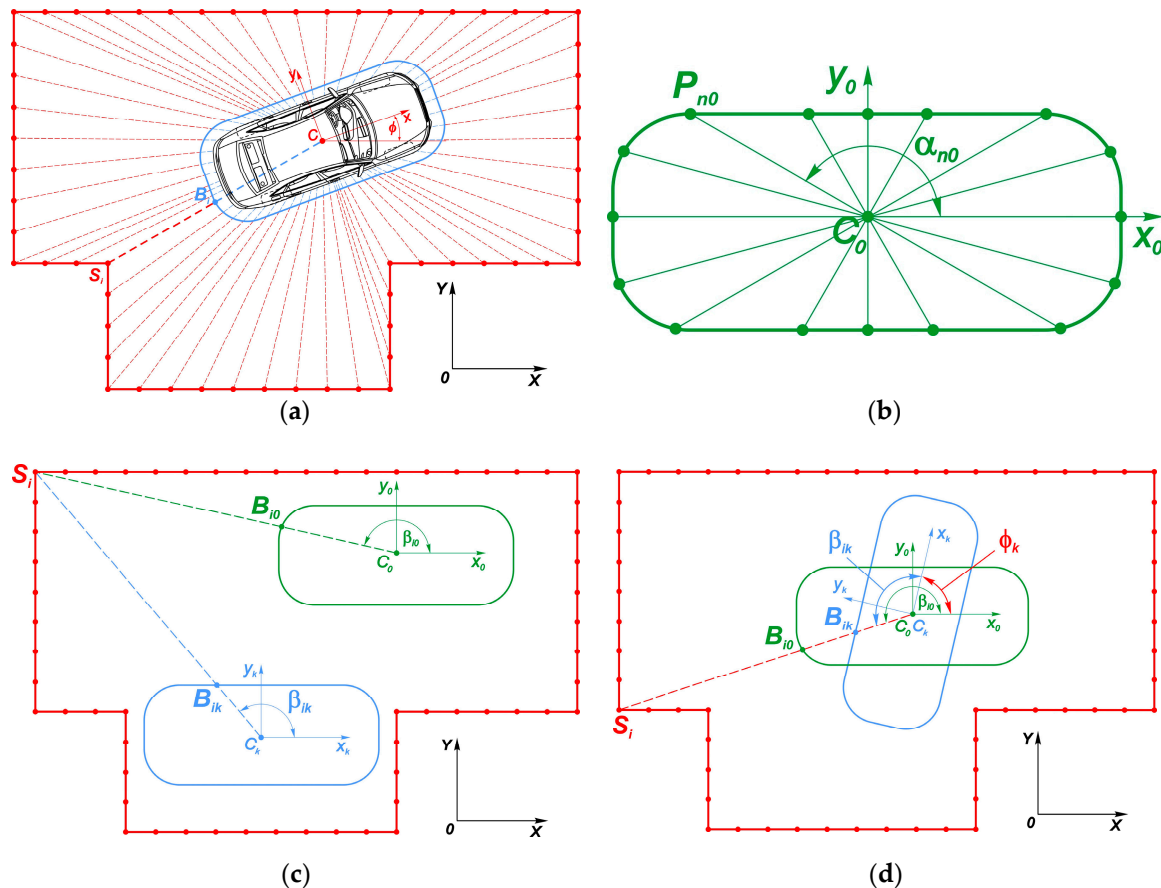 y
C
x
ϕ
B
S_i
Y
0
X
(a)
y_0
P_n0
α_n0
C_0
x_0
(b)
S_i
y_0
B_i0
β_i0
C_0
x_0
y_k
B_ik
β_ik
C_k
x_k
Y
0
X
(c)
β_ik
y_0
x_k
ϕ_k
y_k
β_i0
B_ik
C_0 C_k
x_0
B_i0
S_i
Y
0
X
(d)